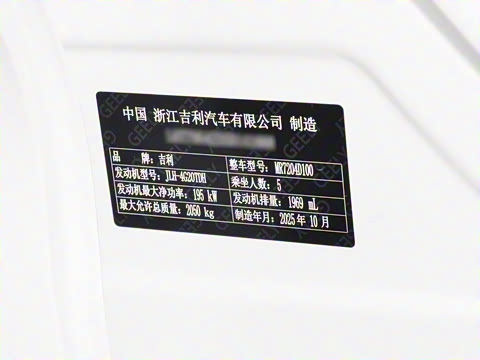 中国 浙江吉利汽车有限公司 制造
品 牌: 吉利 整车型号: MR7204D100
发动机型号: JLH-4G20TDH 乘坐人数: 5
发动机最大净功率: 195 kW 发动机排量: 1969 mL
最大允许总质量: 2050 kg 制造年月: 2025 年 10 月